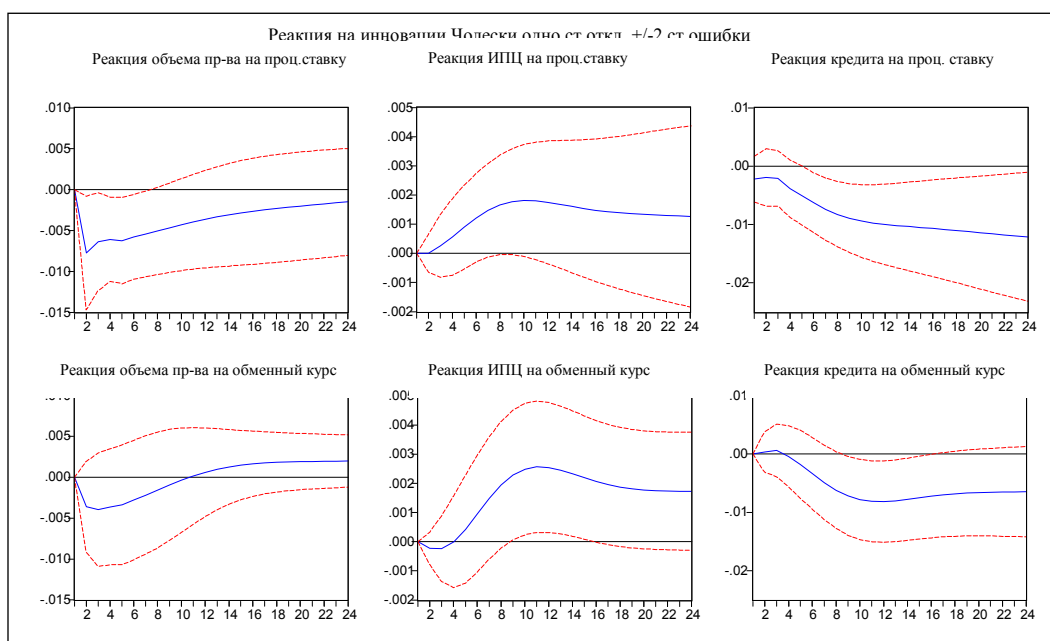 Реакция на инновации Чолески одно ст.откл. +/-2 ст.ошибки
Реакция объема пр-ва на проц.ставку
Реакция ИПЦ на проц.ставку
Реакция кредита на проц. ставку
.010
.005
.000
-.005
-.010
-.015
2 4 6 8 10 12 14 16 18 20 22 24
.005
.004
.003
.002
.001
.000
-.001
-.002
2 4 6 8 10 12 14 16 18 20 22 24
.01
.00
-.01
-.02
2 4 6 8 10 12 14 16 18 20 22 24
Реакция объема пр-ва на обменный курс
Реакция ИПЦ на обменный курс
Реакция кредита на обменный курс
.010
.005
.000
-.005
-.010
-.015
2 4 6 8 10 12 14 16 18 20 22 24
.005
.004
.003
.002
.001
.000
-.001
-.002
2 4 6 8 10 12 14 16 18 20 22 24
.01
.00
-.01
-.02
2 4 6 8 10 12 14 16 18 20 22 24